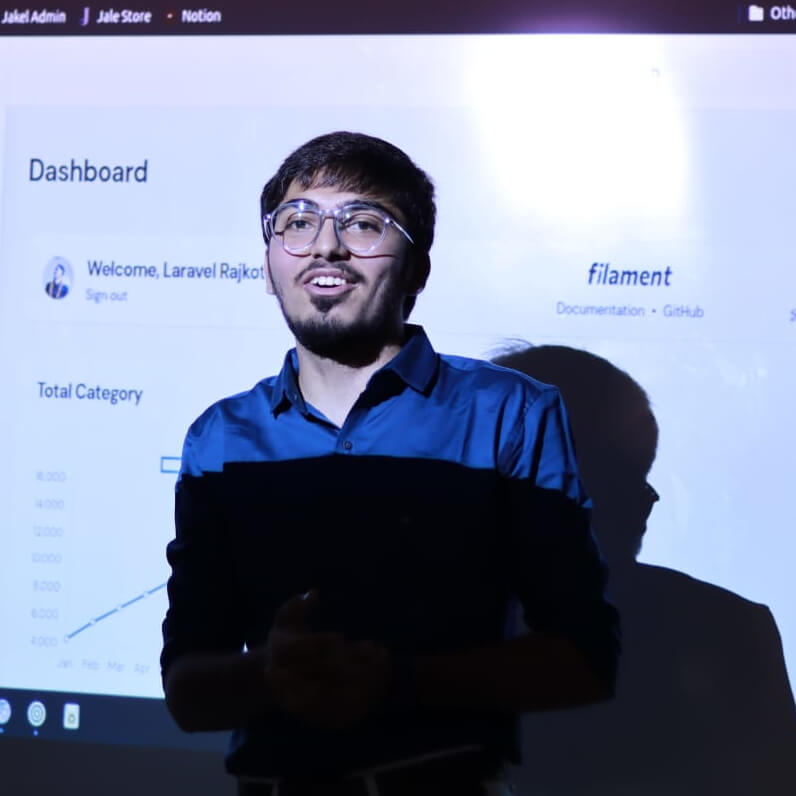 Jakel Admin
Jale Store
Notion
Dashboard
Welcome, Laravel Rajkot
Sign out
filament
Documentation • GitHub
Total Category
16,000
14,000
12,000
10,000
8,000
6,000
4,000
Jan Feb Mar Apr